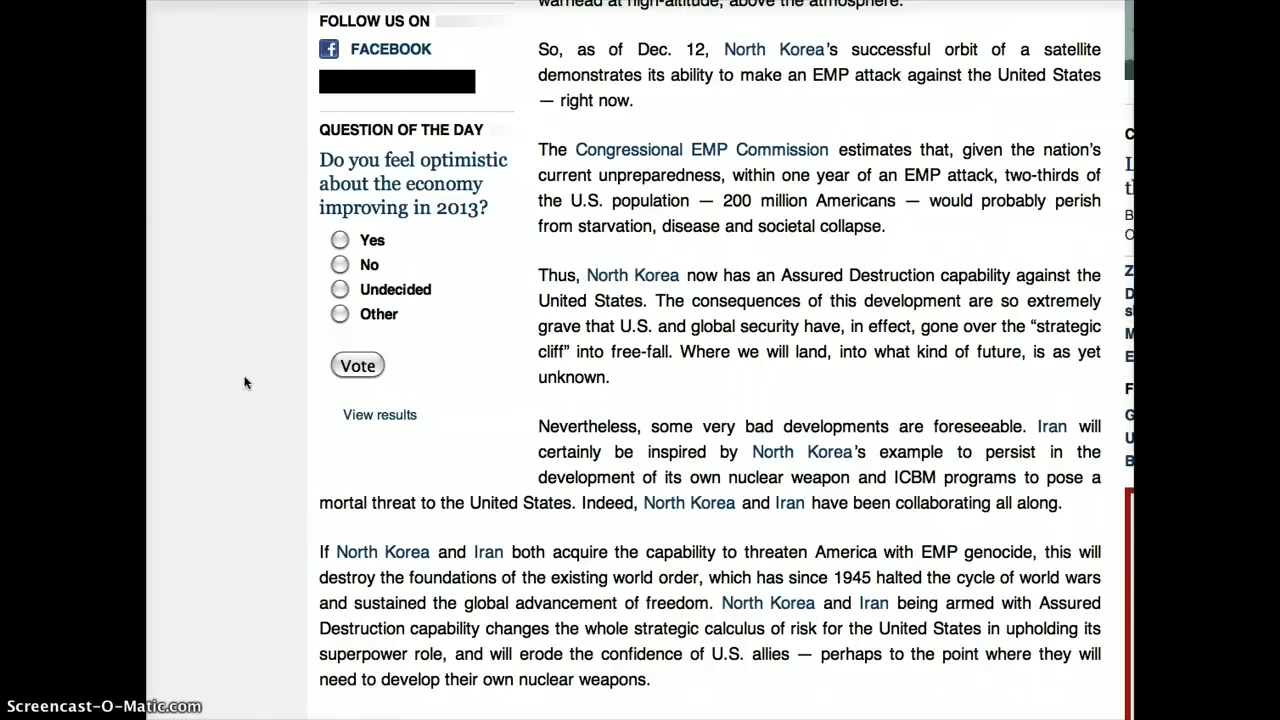 FOLLOW US ON
FACEBOOK
QUESTION OF THE DAY
Do you feel optimistic
about the economy
improving in 2013?
Yes
No
Undecided
Other
Vote
View results
warhead at high-altitude, above the atmosphere.
So, as of Dec. 12, North Korea's successful orbit of a satellite
demonstrates its ability to make an EMP attack against the United States
— right now.
The Congressional EMP Commission estimates that, given the nation's
current unpreparedness, within one year of an EMP attack, two-thirds of
the U.S. population — 200 million Americans — would probably perish
from starvation, disease and societal collapse.
Thus, North Korea now has an Assured Destruction capability against the
United States. The consequences of this development are so extremely
grave that U.S. and global security have, in effect, gone over the “strategic
cliff” into free-fall. Where we will land, into what kind of future, is as yet
unknown.
Nevertheless, some very bad developments are foreseeable. Iran will
certainly be inspired by North Korea's example to persist in the
development of its own nuclear weapon and ICBM programs to pose a
mortal threat to the United States. Indeed, North Korea and Iran have been collaborating all along.
If North Korea and Iran both acquire the capability to threaten America with EMP genocide, this will
destroy the foundations of the existing world order, which has since 1945 halted the cycle of world wars
and sustained the global advancement of freedom. North Korea and Iran being armed with Assured
Destruction capability changes the whole strategic calculus of risk for the United States in upholding its
superpower role, and will erode the confidence of U.S. allies — perhaps to the point where they will
need to develop their own nuclear weapons.
Screencast-O-Matic.com